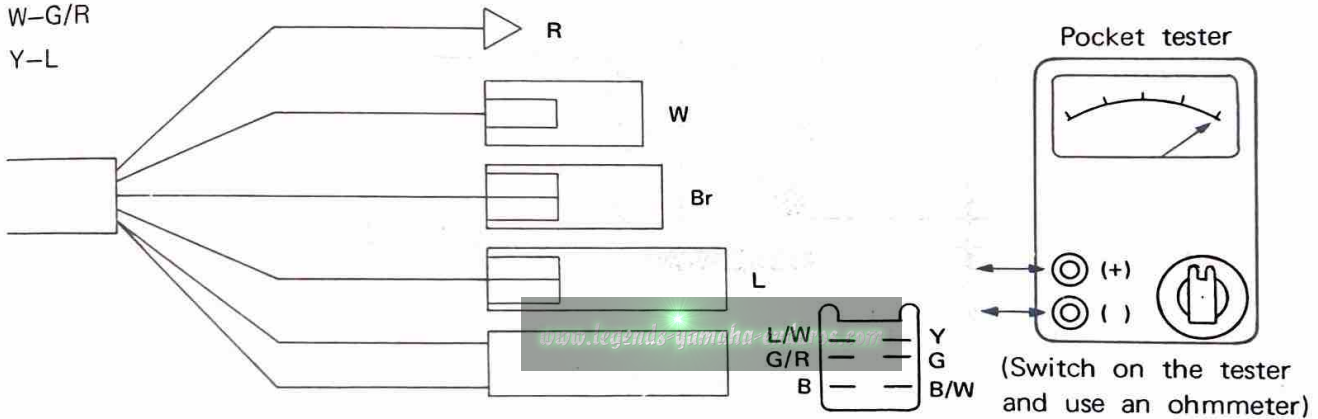 W–G/R
Y–L
R
W
Br
L
L/W Y
G/R G
B B/W
www.legends-yamaha-enduros.com
Pocket tester
(+)
( )
(Switch on the tester
and use an ohmmeter)